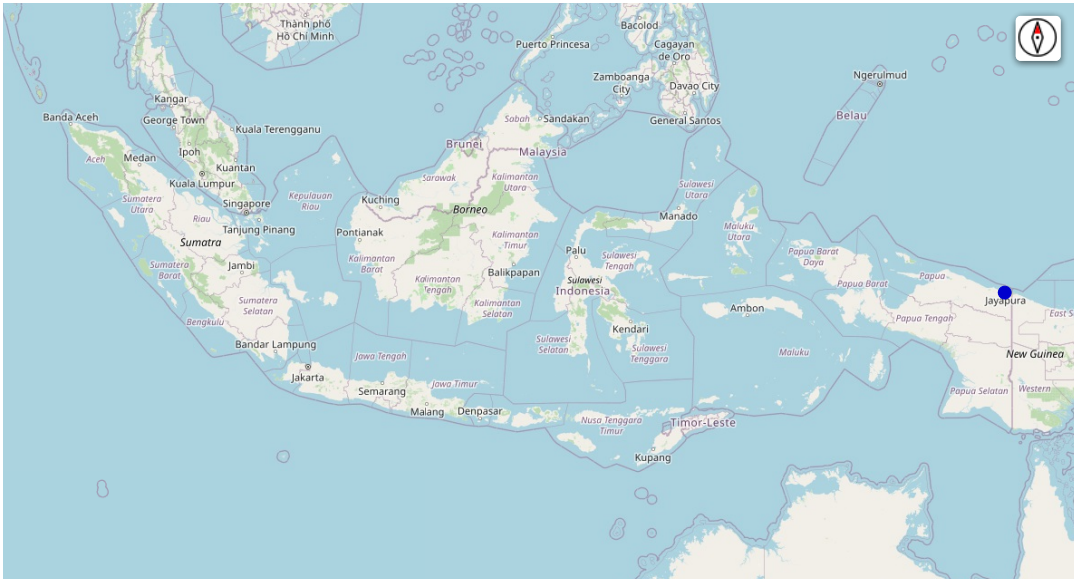 Thành phố
Hồ Chí Minh
Bacolod
Puerto Princesa
Cagayan
de Oro
Zamboanga
City
Davao City
Ngerulmud
Kangar
Banda Aceh
George Town
Kuala Terengganu
Sabah
Sandakan
General Santos
Belau
Brunei
Malaysia
Ipoh
Aceh
Medan
Kuantan
Kuala Lumpur
Sarawak
Kalimantan
Utara
Sulawesi
Utara
Kepulauan
Riau
Sumatera
Utara
Singapore
Kuching
Borneo
Manado
Riau
Tanjung Pinang
Pontianak
Kalimantan
Timur
Maluku
Utara
Sumatra
Palu
Sulawesi
Tengah
Papua Barat
Daya
Sumatera
Barat
Jambi
Kalimantan
Barat
Balikpapan
Kalimantan
Tengah
Sulawesi
Indonesia
Papua
Papua Barat
Sumatera
Selatan
Kalimantan
Selatan
Ambon
Jayapura
East S
Bengkulu
Kendari
Papua Tengah
Bandar Lampung
Sulawesi
Selatan
Sulawesi
Tenggara
Maluku
New Guinea
Jawa Tengah
Jakarta
Semarang
Jawa Timur
Papua Selatan
Western
Malang
Denpasar
Nusa Tenggara
Timur
Timor-Leste
Kupang